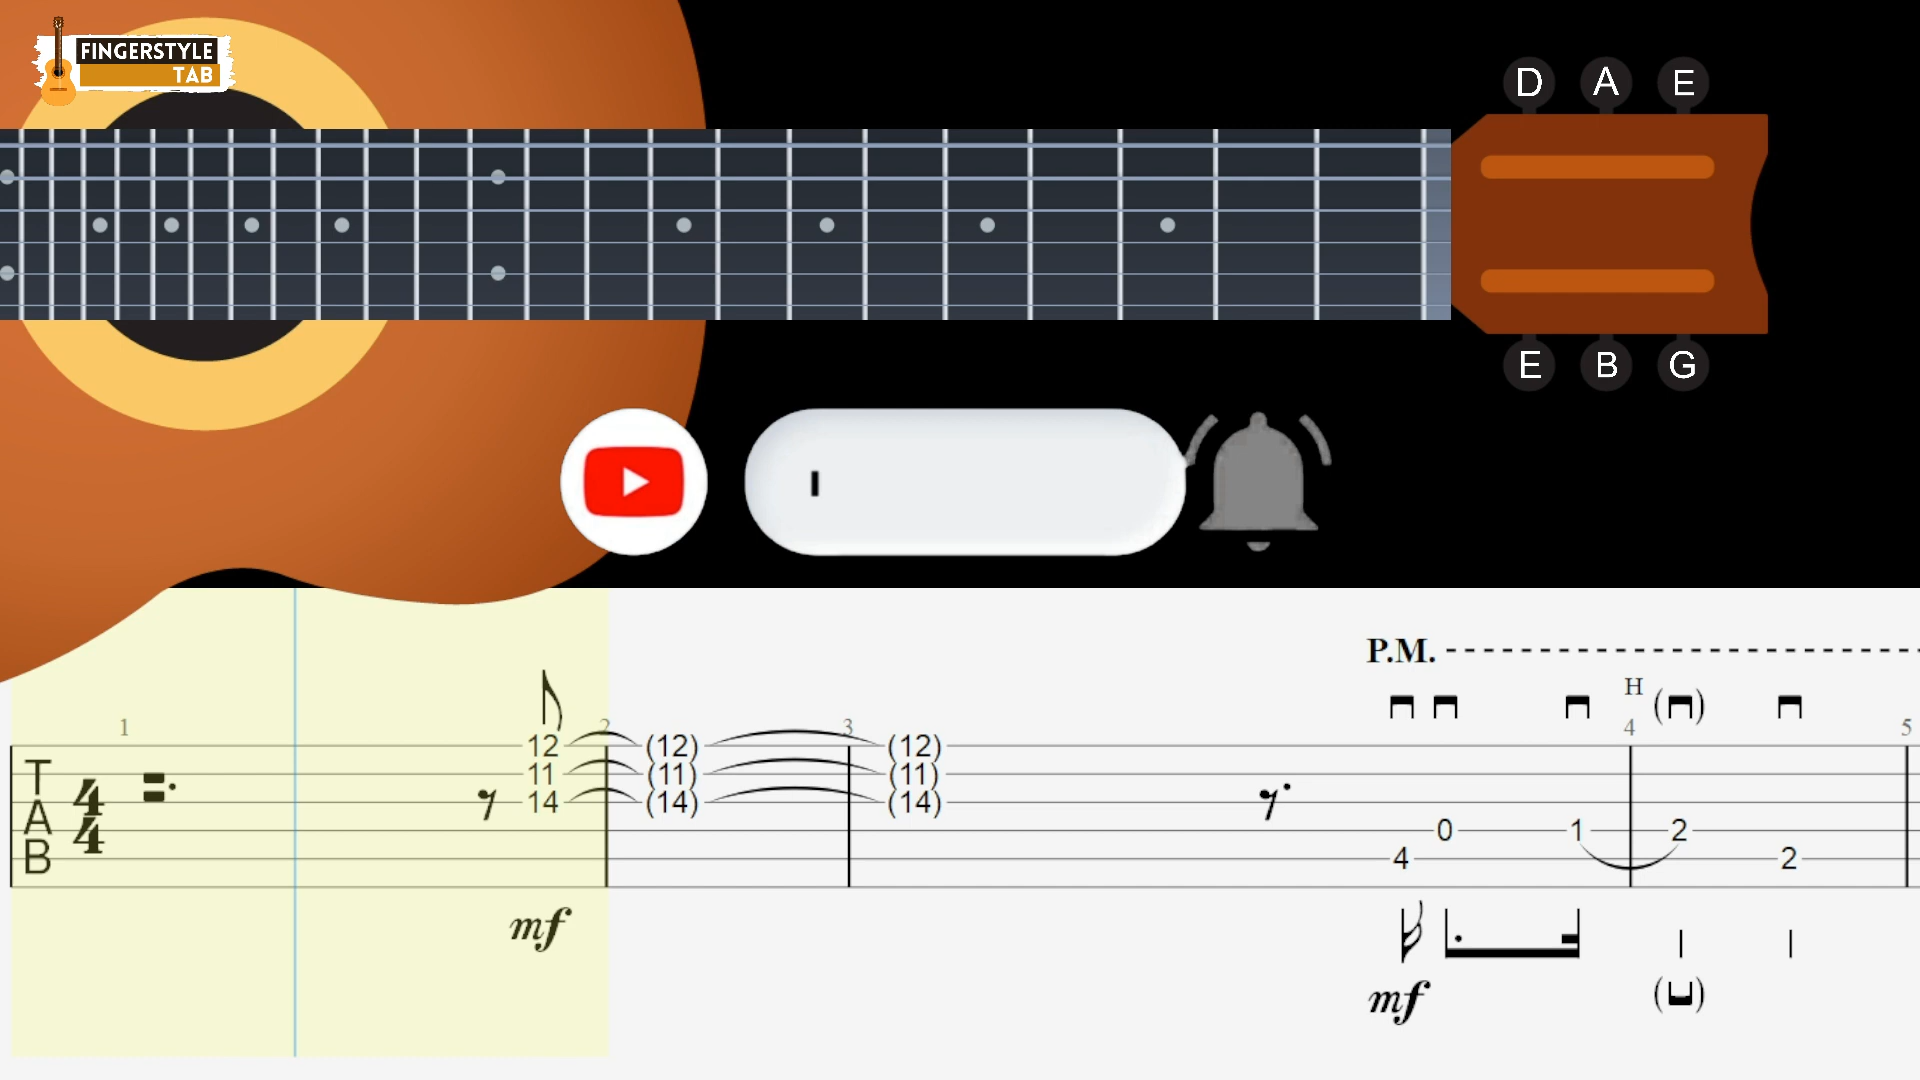 FINGERSTYLE
TAB
D A E
E B G
I
P.M.
H
1 2 3 4 5
12 (12) (12)
11 (11) (11)
14 (14) (14)
T
A
B
4
4
0 1 2
4 2
mf
mf